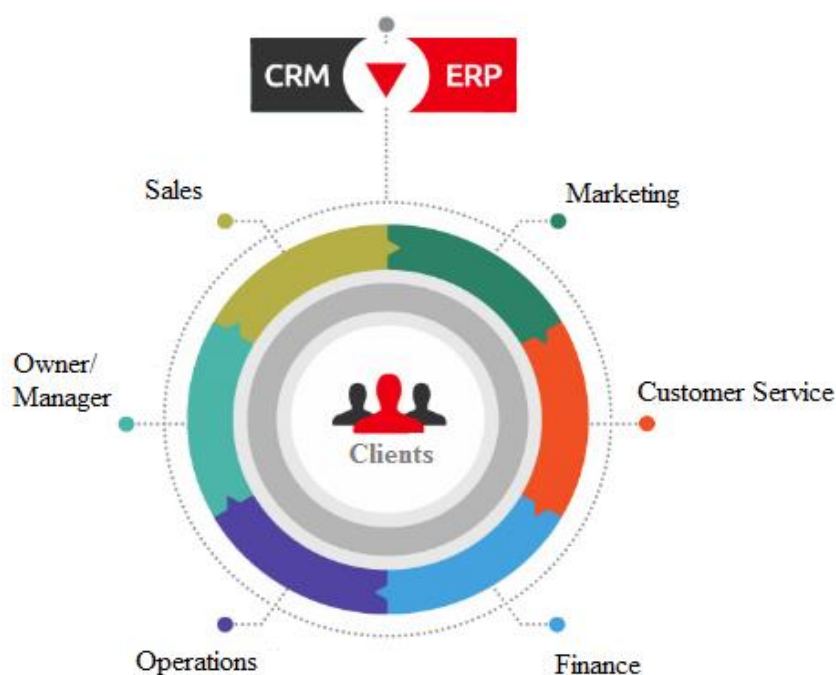 CRM ERP
Sales
Marketing
Owner/
Manager
Customer Service
Clients
Operations
Finance